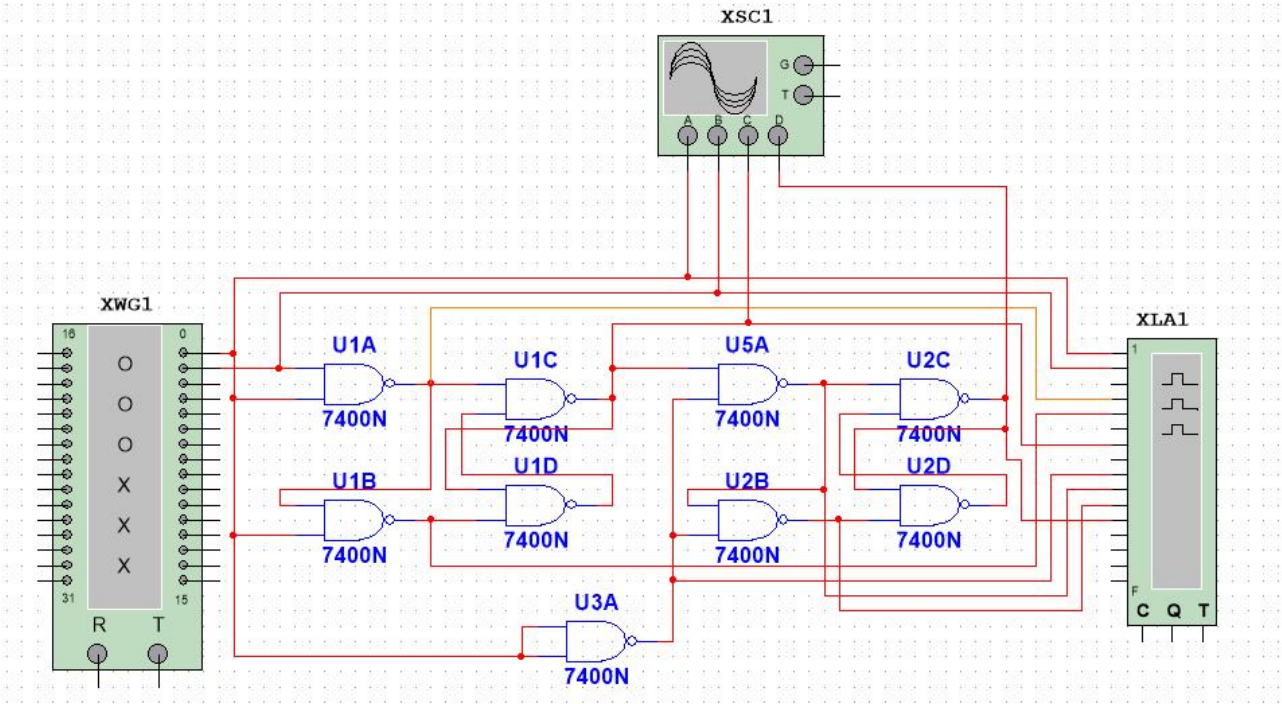 XSC1
G
T
A B C D
XWG1
XLA1
16 0
O
O
O
X
X
X
31 15
R T
1
F
C Q T
U1A
7400N
U1C
7400N
U5A
7400N
U2C
7400N
U1B
7400N
U1D
7400N
U2B
7400N
U2D
7400N
U3A
7400N